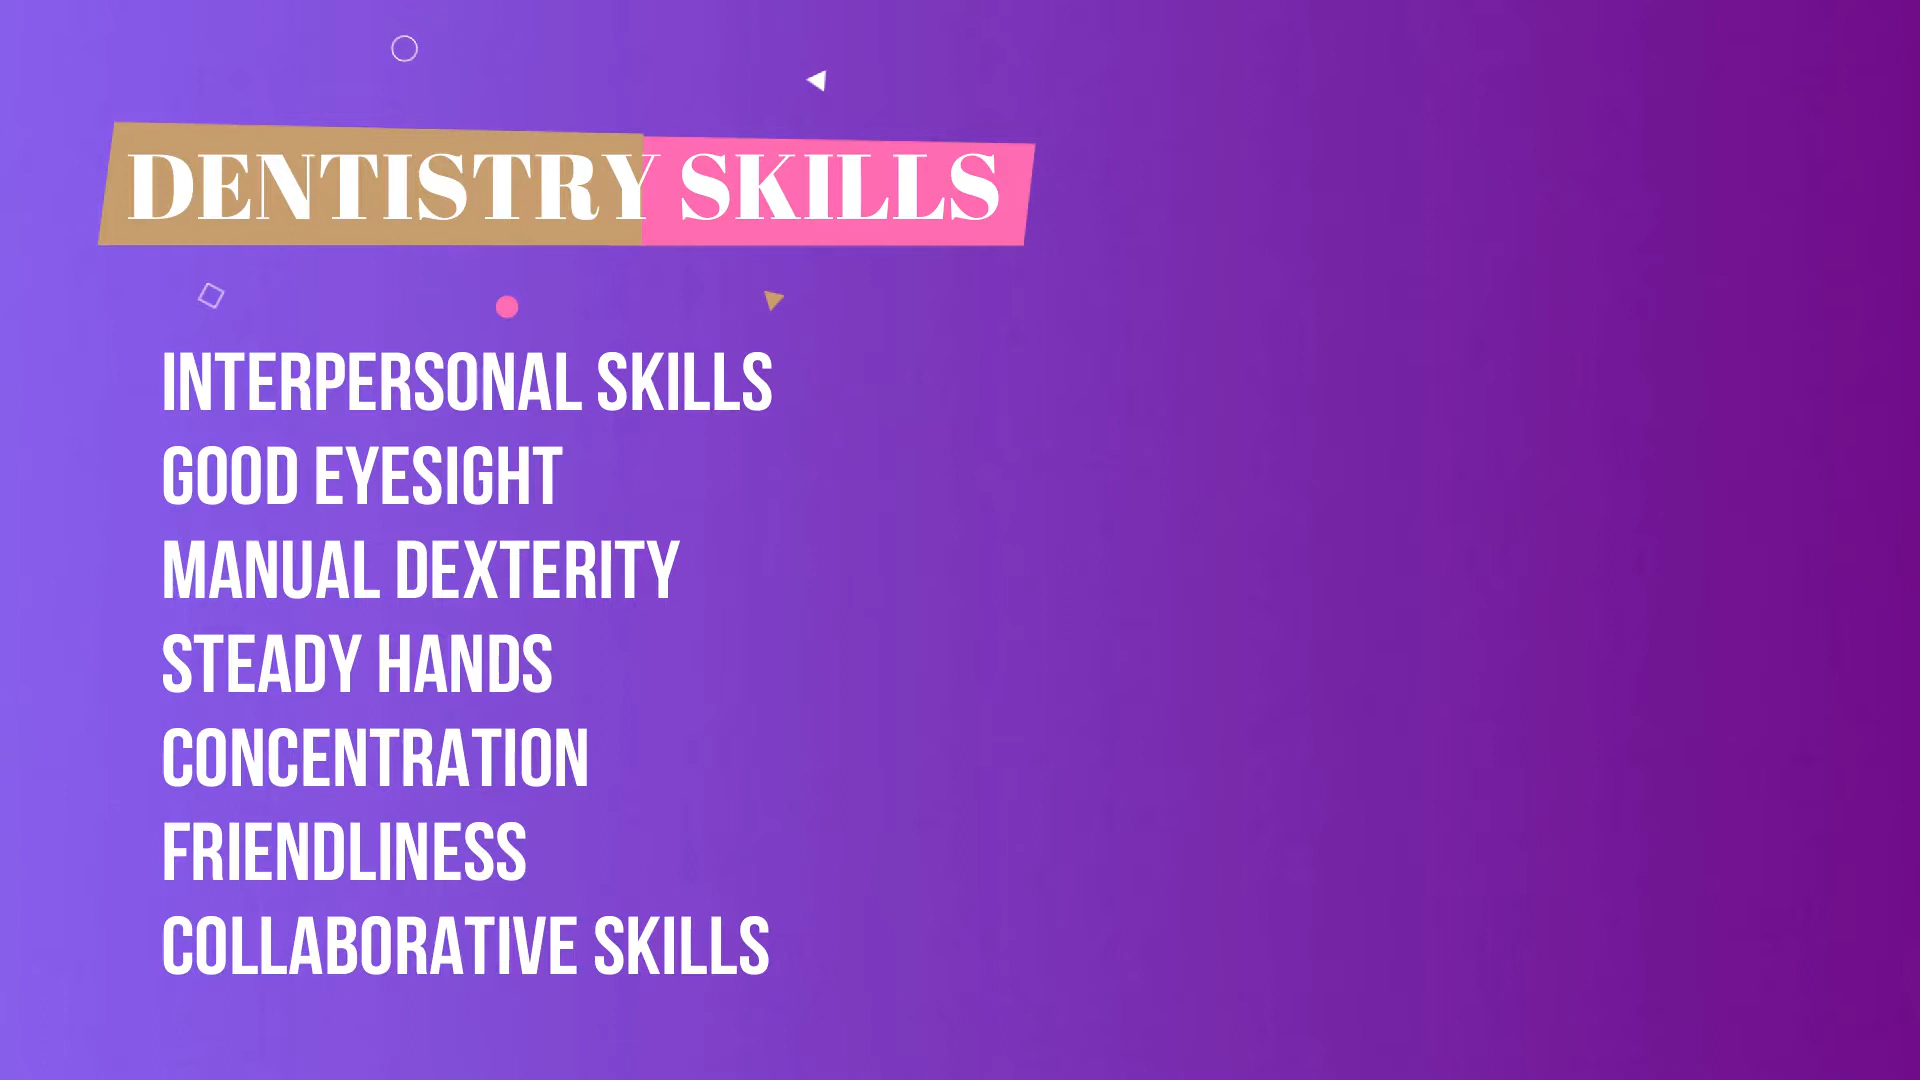 DENTISTRY SKILLS
INTERPERSONAL SKILLS
GOOD EYESIGHT
MANUAL DEXTERITY
STEADY HANDS
CONCENTRATION
FRIENDLINESS
COLLABORATIVE SKILLS